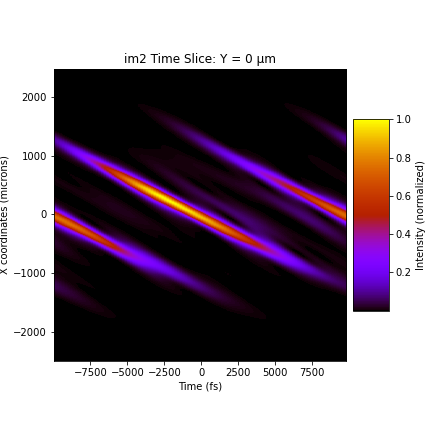 im2 Time Slice: Y = 0 μm
X coordinates (microns)
2000
1000
0
−1000
−2000
−7500 −5000 −2500 0 2500 5000 7500
Time (fs)
1.0
0.8
0.6
0.4
0.2
Intensity (normalized)